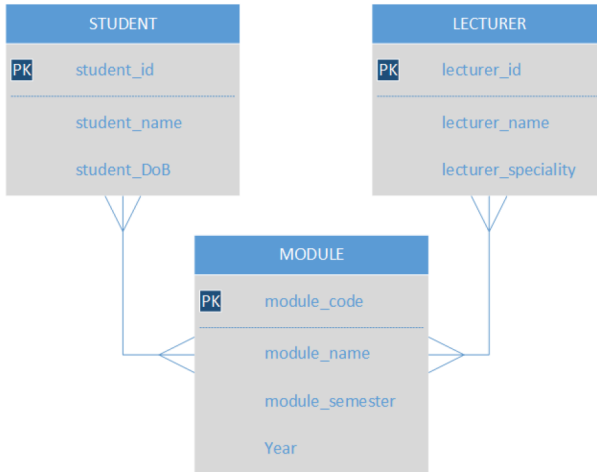 STUDENT
PK student_id
student_name
student_DoB
LECTURER
PK lecturer_id
lecturer_name
lecturer_speciality
MODULE
PK module_code
module_name
module_semester
Year